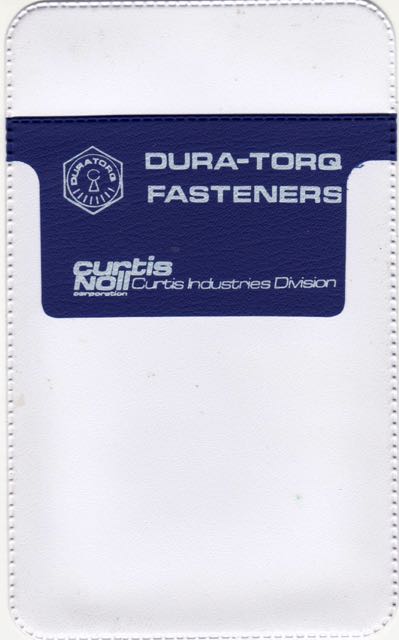 DURATORQ
DURA-TORQ
FASTENERS
curtis
Noll Curtis Industries Division
corporation